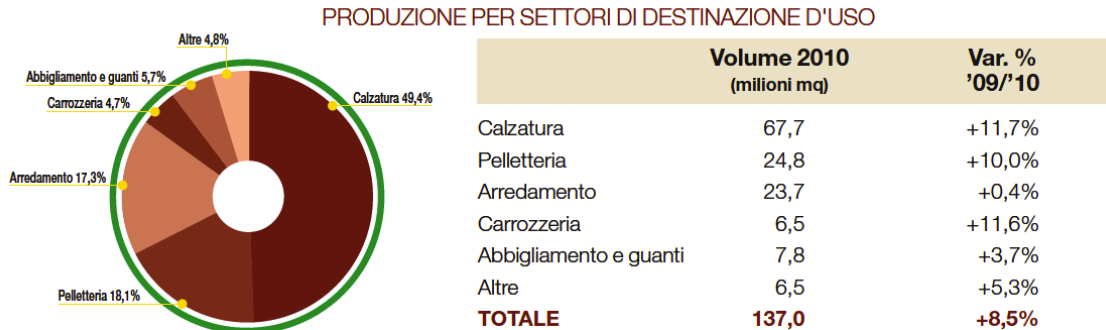 PRODUZIONE PER SETTORI DI DESTINAZIONE D'USO
Altre 4,8%
Abbigliamento e guanti 5,7%
Carrozzeria 4,7%
Calzatura 49,4%
Arredamento 17,3%
Pelletteria 18,1%
Volume 2010 Var. %
(milioni mq) '09/'10
Calzatura 67,7 +11,7%
Pelletteria 24,8 +10,0%
Arredamento 23,7 +0,4%
Carrozzeria 6,5 +11,6%
Abbigliamento e guanti 7,8 +3,7%
Altre 6,5 +5,3%
TOTALE 137,0 +8,5%